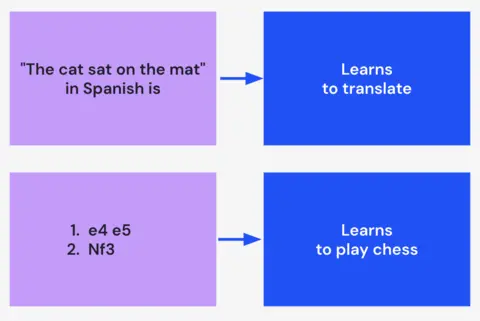 "The cat sat on the mat"
in Spanish is
Learns
to translate
1. e4 e5
2. Nf3
Learns
to play chess